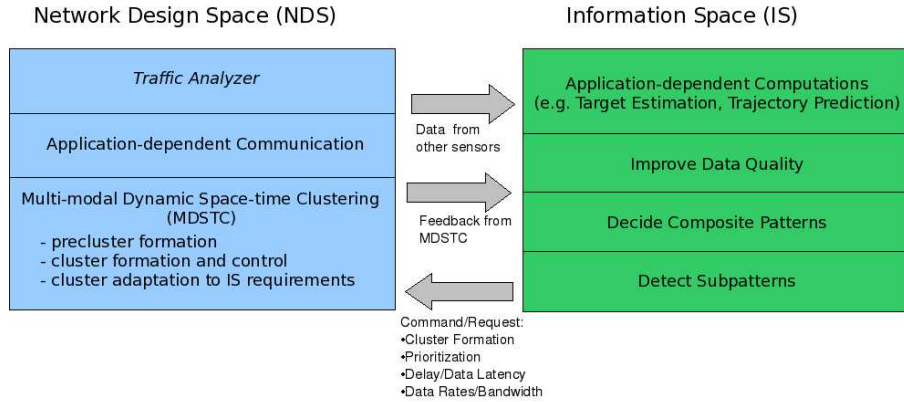 Network Design Space (NDS)
Traffic Analyzer
Application-dependent Communication
Multi-modal Dynamic Space-time Clustering
(MDSTC)
- precluster formation
- cluster formation and control
- cluster adaptation to IS requirements
Data from
other sensors
Feedback from
MDSTC
Command/Request:
•Cluster Formation
•Prioritization
•Delay/Data Latency
•Data Rates/Bandwidth
Information Space (IS)
Application-dependent Computations
(e.g. Target Estimation, Trajectory Prediction)
Improve Data Quality
Decide Composite Patterns
Detect Subpatterns